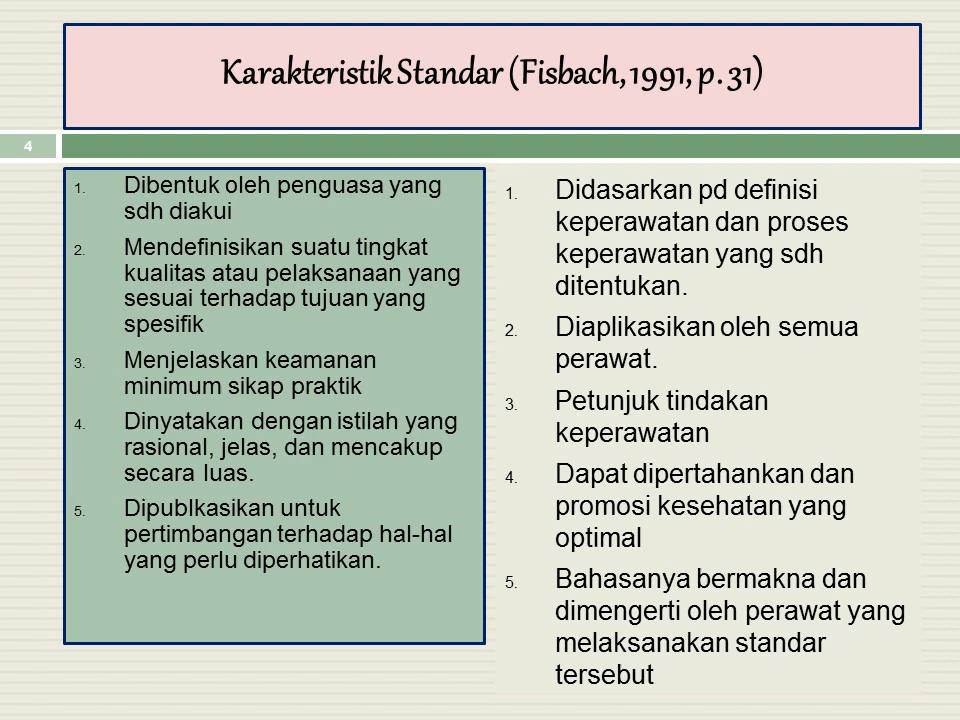 Karakteristik Standar (Fisbach, 1991, p. 31)
4
1. Dibentuk oleh penguasa yang
sdh diakui
2. Mendefinisikan suatu tingkat
kualitas atau pelaksanaan yang
sesuai terhadap tujuan yang
spesifik
3. Menjelaskan keamanan
minimum sikap praktik
4. Dinyatakan dengan istilah yang
rasional, jelas, dan mencakup
secara luas.
5. Dipublkasikan untuk
pertimbangan terhadap hal-hal
yang perlu diperhatikan.
1. Didasarkan pd definisi
keperawatan dan proses
keperawatan yang sdh
ditentukan.
2. Diaplikasikan oleh semua
perawat.
3. Petunjuk tindakan
keperawatan
4. Dapat dipertahankan dan
promosi kesehatan yang
optimal
5. Bahasanya bermakna dan
dimengerti oleh perawat yang
melaksanakan standar
tersebut